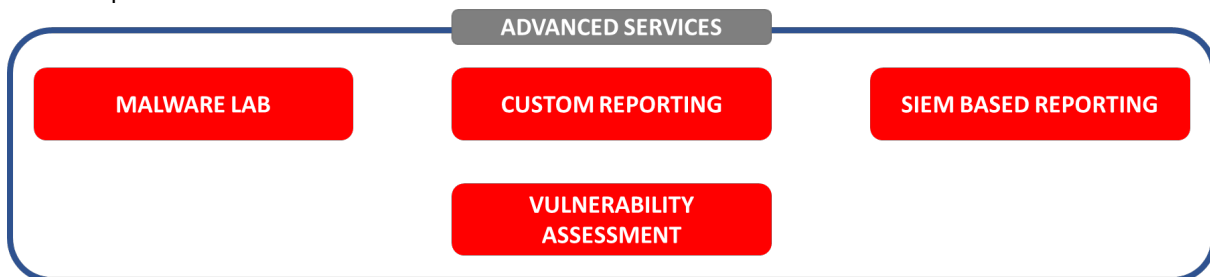 ADVANCED SERVICES
MALWARE LAB
CUSTOM REPORTING
SIEM BASED REPORTING
VULNERABILITY
ASSESSMENT